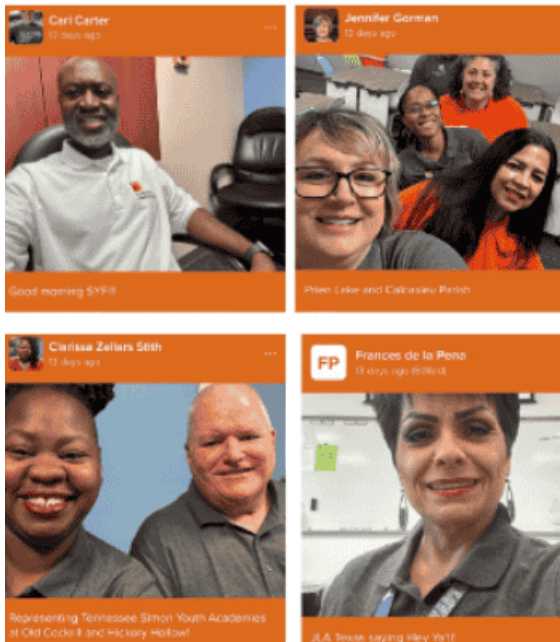 Carl Carter
13 days ago
Good morning SYF®
Jennifer Gorman
13 days ago
Prien Lake and Calcasieu Parish
Clarissa Zellars Stith
13 days ago
Representing Tennessee Simon Youth Academies
at Old Cockrill and Hickory Hollow!
FP
Frances de la Pena
13 days ago (Edited)
JLA Texas saying Hey Ya'll!